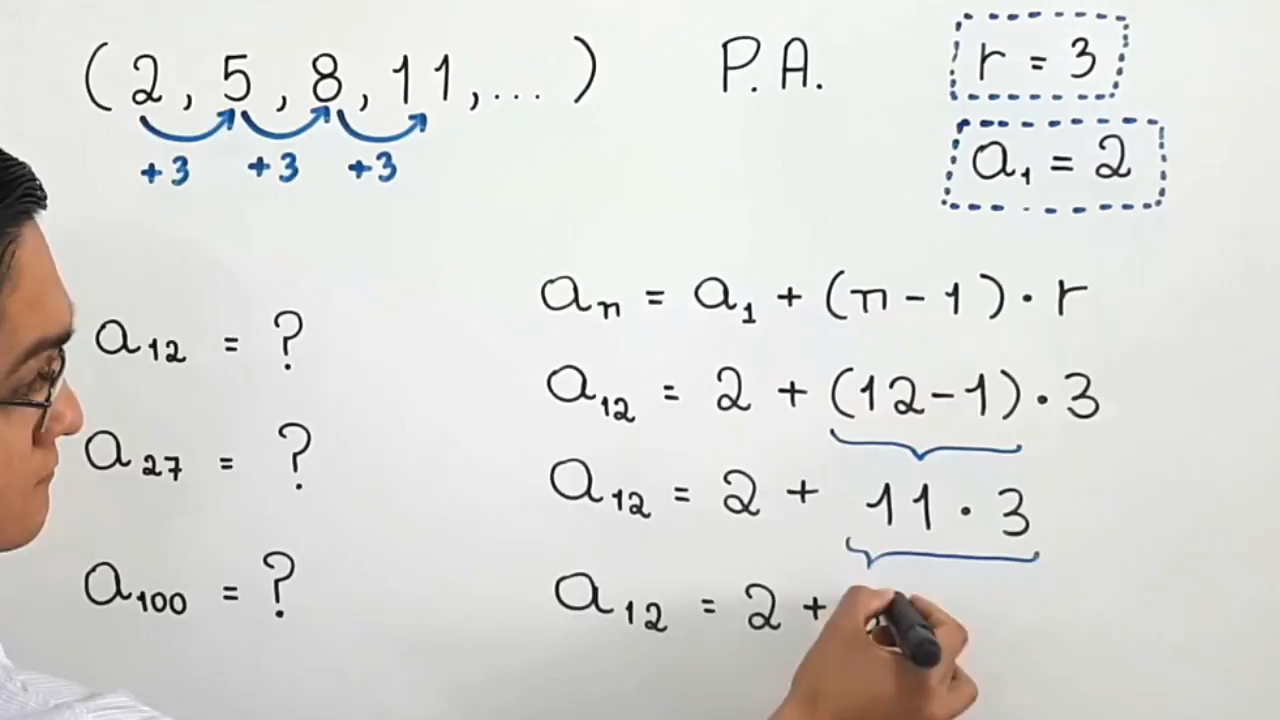 (2, 5, 8, 11, ...) P.A.
+3 +3 +3
r = 3
a₁ = 2
a₁₂ = ?
a₂₇ = ?
a₁₀₀ = ?
aₙ = a₁ + (n - 1) · r
a₁₂ = 2 + (12 - 1) · 3
a₁₂ = 2 + 11 · 3
a₁₂ = 2 +